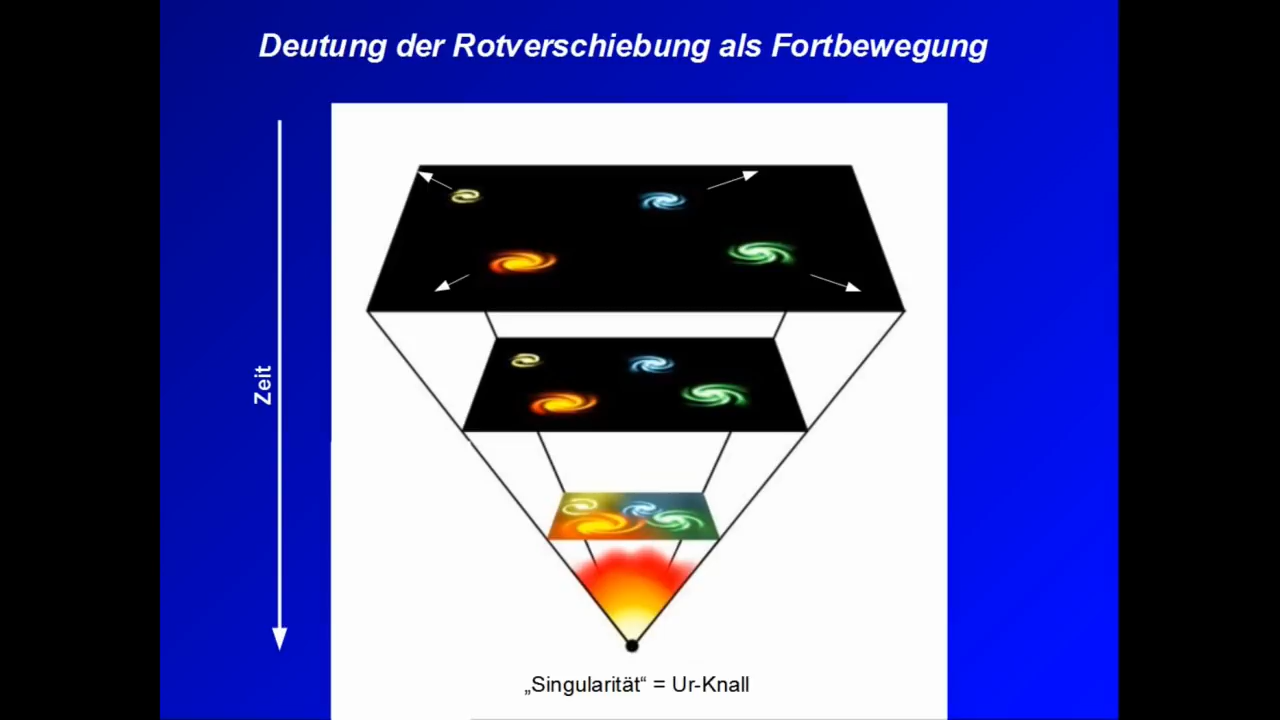 Deutung der Rotverschiebung als Fortbewegung
Zeit
„Singularität“ = Ur-Knall